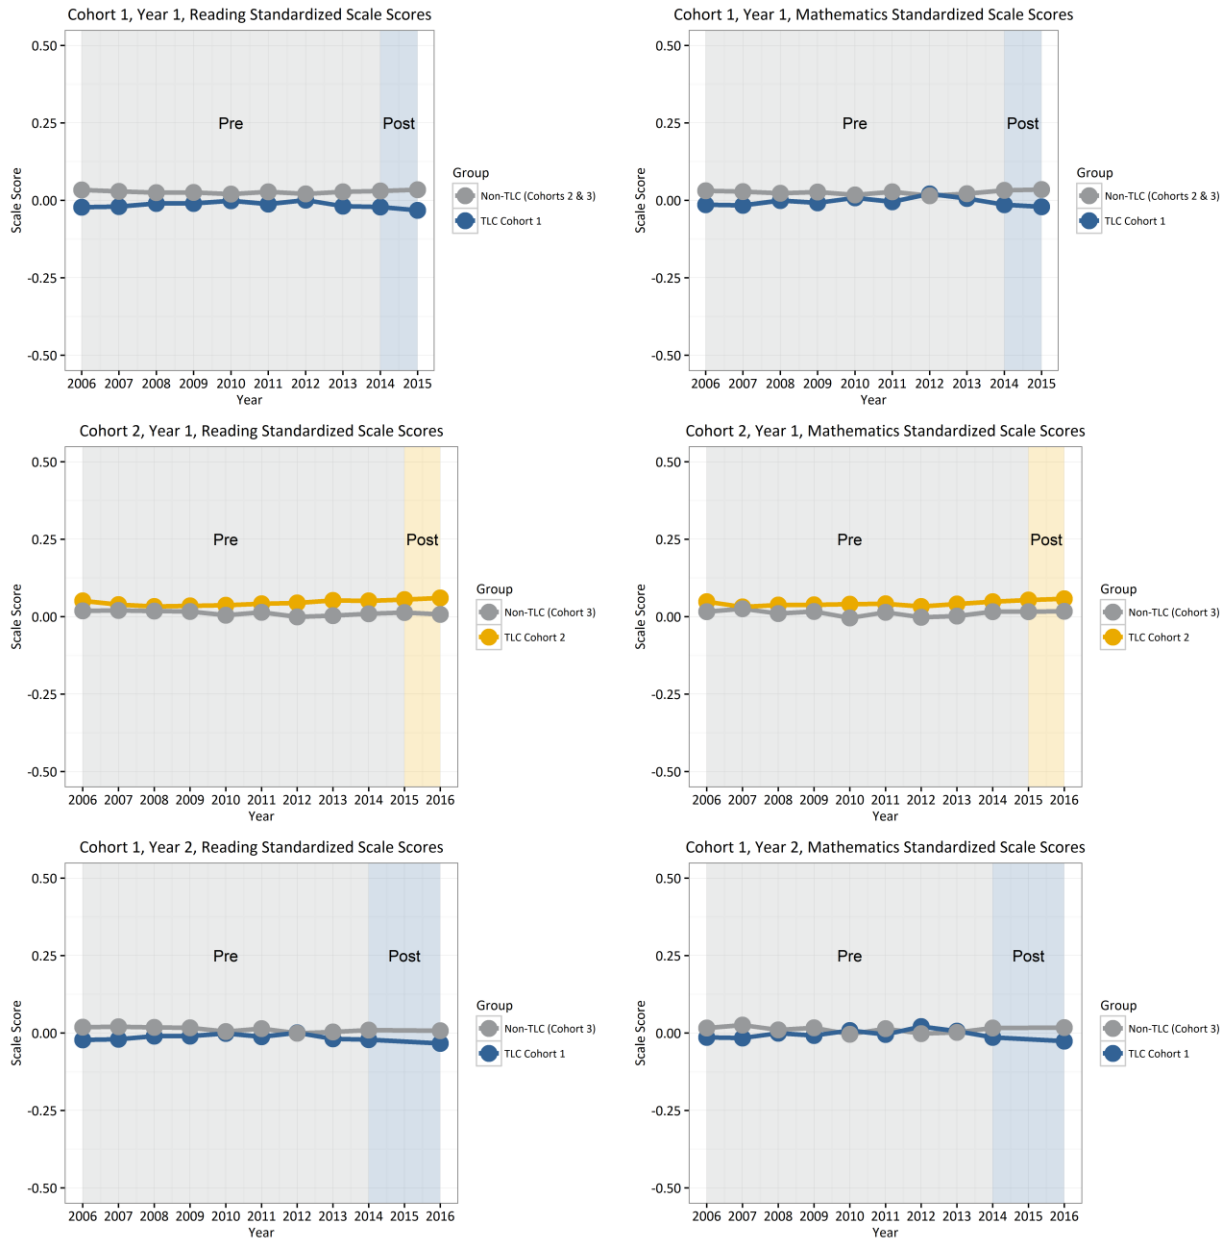 Cohort 1, Year 1, Reading Standardized Scale Scores
0.50
0.25
0.00
-0.25
-0.50
Scale Score
Pre
Post
2006 2007 2008 2009 2010 2011 2012 2013 2014 2015
Year
Group
Non-TLC (Cohorts 2 & 3)
TLC Cohort 1
Cohort 1, Year 1, Mathematics Standardized Scale Scores
0.50
0.25
0.00
-0.25
-0.50
Scale Score
Pre
Post
2006 2007 2008 2009 2010 2011 2012 2013 2014 2015
Year
Group
Non-TLC (Cohorts 2 & 3)
TLC Cohort 1
Cohort 2, Year 1, Reading Standardized Scale Scores
0.50
0.25
0.00
-0.25
-0.50
Scale Score
Pre
Post
2006 2007 2008 2009 2010 2011 2012 2013 2014 2015 2016
Year
Group
Non-TLC (Cohort 3)
TLC Cohort 2
Cohort 2, Year 1, Mathematics Standardized Scale Scores
0.50
0.25
0.00
-0.25
-0.50
Scale Score
Pre
Post
2006 2007 2008 2009 2010 2011 2012 2013 2014 2015 2016
Year
Group
Non-TLC (Cohort 3)
TLC Cohort 2
Cohort 1, Year 2, Reading Standardized Scale Scores
0.50
0.25
0.00
-0.25
-0.50
Scale Score
Pre
Post
2006 2007 2008 2009 2010 2011 2012 2013 2014 2015 2016
Year
Group
Non-TLC (Cohort 3)
TLC Cohort 1
Cohort 1, Year 2, Mathematics Standardized Scale Scores
0.50
0.25
0.00
-0.25
-0.50
Scale Score
Pre
Post
2006 2007 2008 2009 2010 2011 2012 2013 2014 2015 2016
Year
Group
Non-TLC (Cohort 3)
TLC Cohort 1